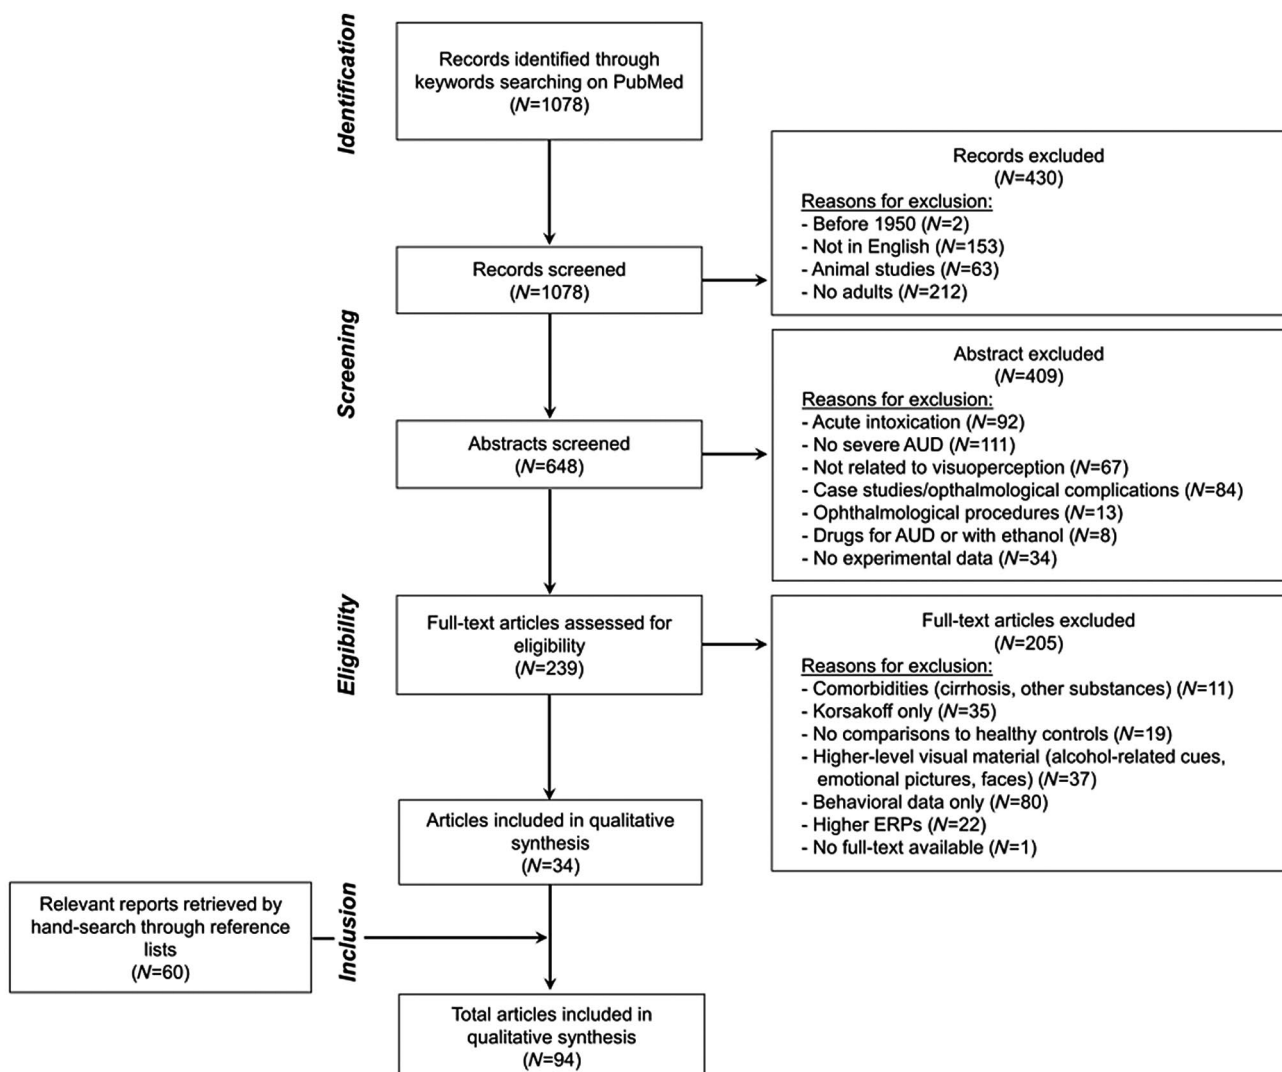 Identification
Records identified through
keywords searching on PubMed
(N=1078)
Records excluded
(N=430)
Reasons for exclusion:
- Before 1950 (N=2)
- Not in English (N=153)
- Animal studies (N=63)
- No adults (N=212)
Records screened
(N=1078)
Screening
Abstract excluded
(N=409)
Reasons for exclusion:
- Acute intoxication (N=92)
- No severe AUD (N=111)
- Not related to visuoperception (N=67)
- Case studies/opthalmological complications (N=84)
- Ophthalmological procedures (N=13)
- Drugs for AUD or with ethanol (N=8)
- No experimental data (N=34)
Abstracts screened
(N=648)
Eligibility
Full-text articles assessed for
eligibility
(N=239)
Full-text articles excluded
(N=205)
Reasons for exclusion:
- Comorbidities (cirrhosis, other substances) (N=11)
- Korsakoff only (N=35)
- No comparisons to healthy controls (N=19)
- Higher-level visual material (alcohol-related cues,
emotional pictures, faces) (N=37)
- Behavioral data only (N=80)
- Higher ERPs (N=22)
- No full-text available (N=1)
Articles included in qualitative
synthesis
(N=34)
Inclusion
Relevant reports retrieved by
hand-search through reference
lists
(N=60)
Total articles included in
qualitative synthesis
(N=94)